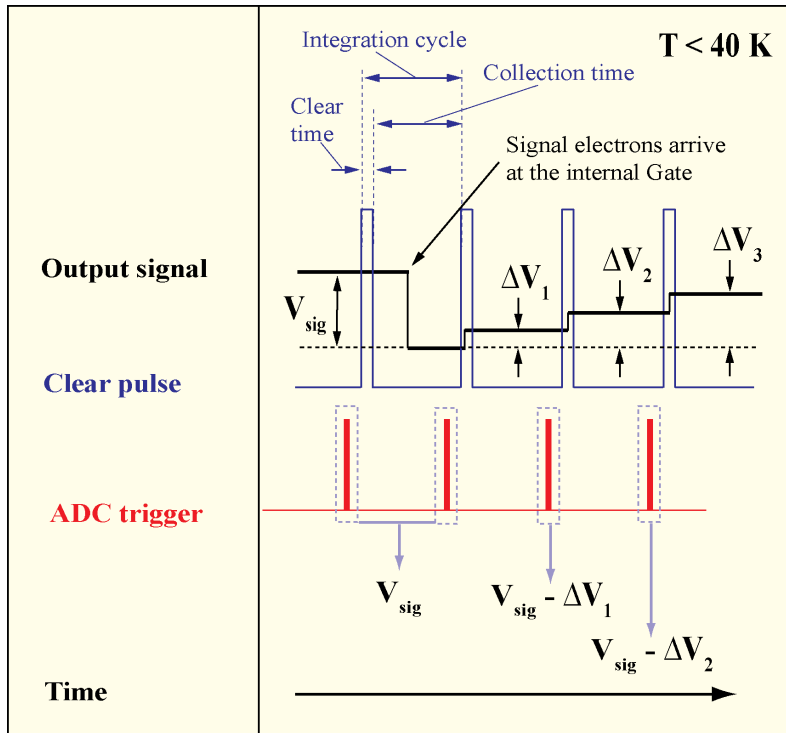 Integration cycle
T < 40 K
Collection time
Clear
time
Signal electrons arrive
at the internal Gate
Output signal
ΔV₁
ΔV₂
ΔV₃
Vsig
Clear pulse
ADC trigger
Vsig
Vsig - ΔV₁
Vsig - ΔV₂
Time